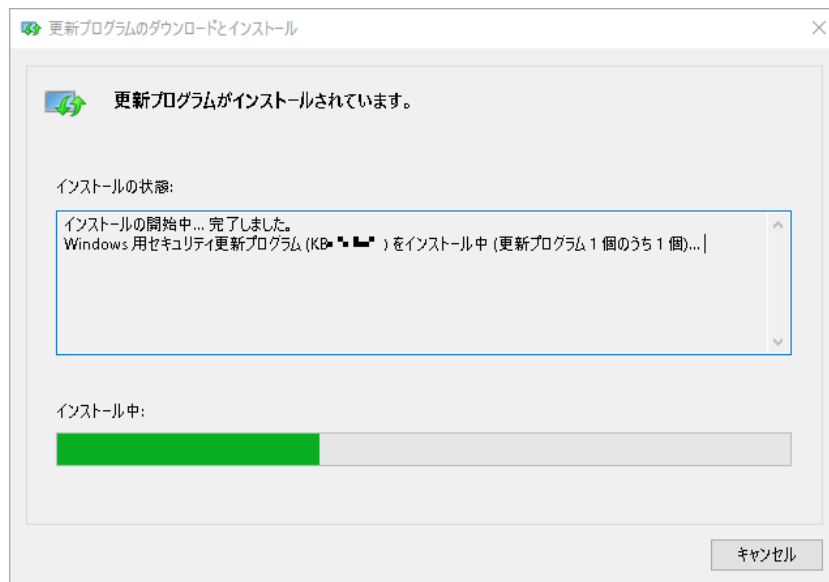 更新プログラムのダウンロードとインストール
更新プログラムがインストールされています。
インストールの状態:
インストールの開始中... 完了しました。
Windows 用セキュリティ更新プログラム (KB ) をインストール中 (更新プログラム 1 個のうち 1 個)...
インストール中:
キャンセル